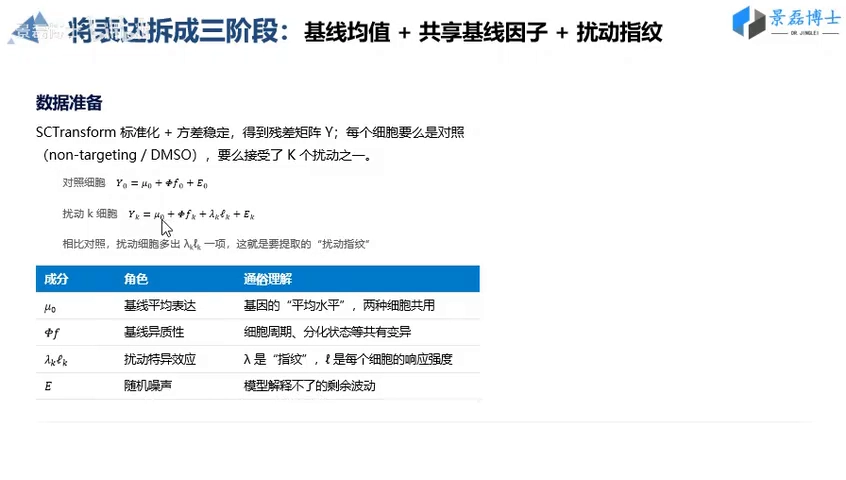 将表达拆成三阶段：基线均值 + 共享基线因子 + 扰动指纹
景磊博士
DR JINGLEI
数据准备
SCTransform 标准化 + 方差稳定，得到残差矩阵 Y；每个细胞要么是对照
（non-targeting / DMSO），要么接受了 K 个扰动之一。
对照细胞 Y₀ = μ₀ + Φf₀ + E₀
扰动 k 细胞 Yₖ = μ₀ + Φfₖ + λₖℓₖ + Eₖ
相比对照，扰动细胞多出 λₖℓₖ 一项，这就是要提取的“扰动指纹”
成分 角色 通俗理解
μ₀ 基线平均表达 基因的“平均水平”，两种细胞共用
Φf 基线异质性 细胞周期、分化状态等共有变异
λₖℓₖ 扰动特异效应 λ 是“指纹”，ℓ 是每个细胞的响应强度
E 随机噪声 模型解释不了的剩余波动